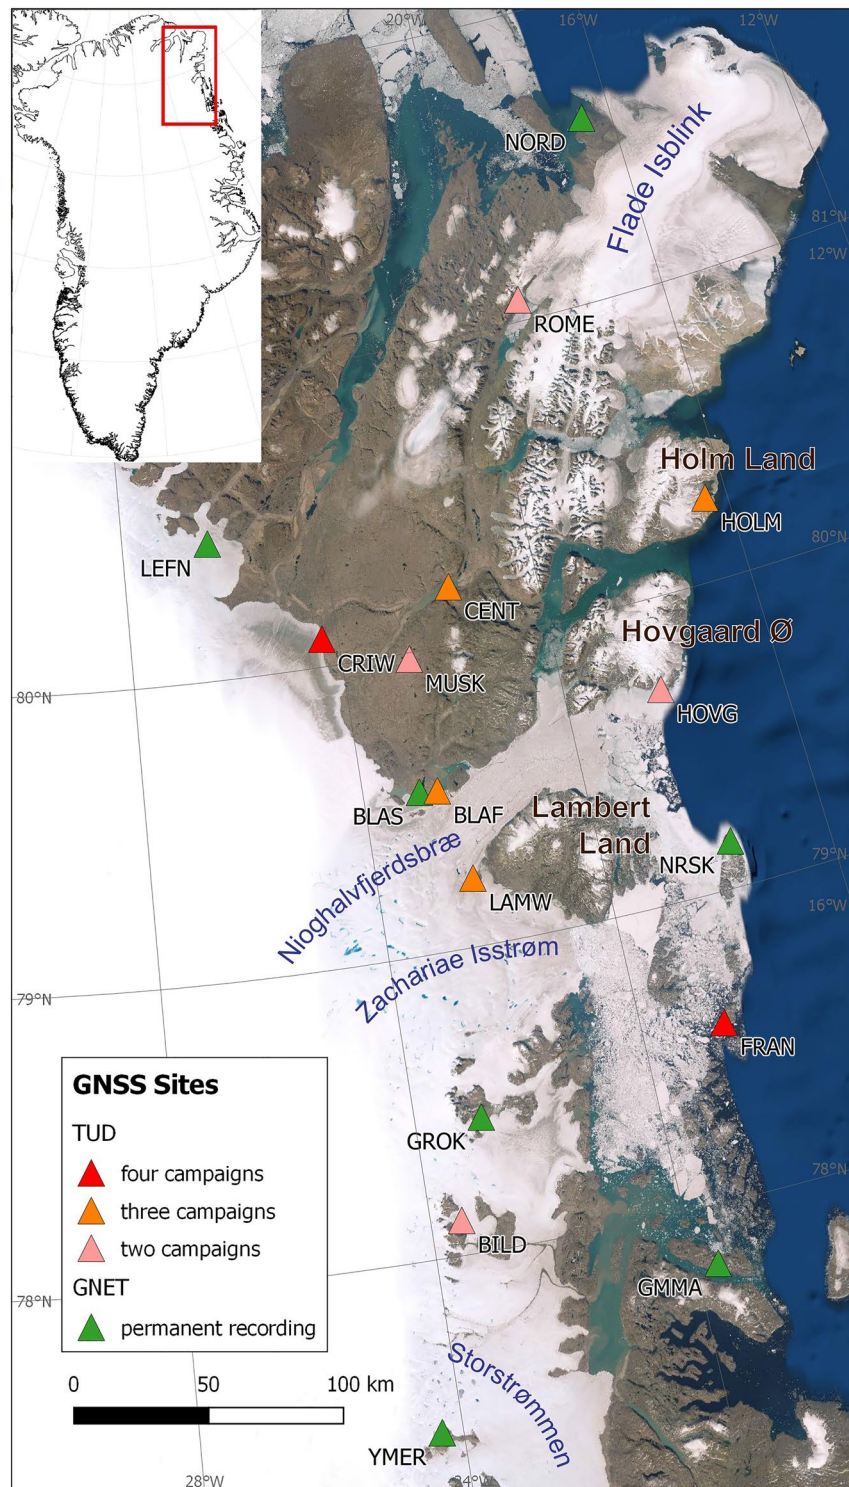 20°W
16°W
12°W
NORD
Flade Isblink
81°N
12°W
ROME
Holm Land
HOLM
80°N
LEFN
CENT
Hovgaard Ø
CRIW
MUSK
80°N
HOVG
BLAS
BLAF
Lambert
Land
NRSK
79°N
LAMW
16°W
Nioghalvfjerdsbræ
Zachariae Isstrøm
79°N
FRAN
GNSS Sites
TUD
four campaigns
three campaigns
two campaigns
GNET
permanent recording
0 50 100 km
GROK
78°N
BILD
GMMA
78°N
Storstrømmen
YMER
28°W
24°W